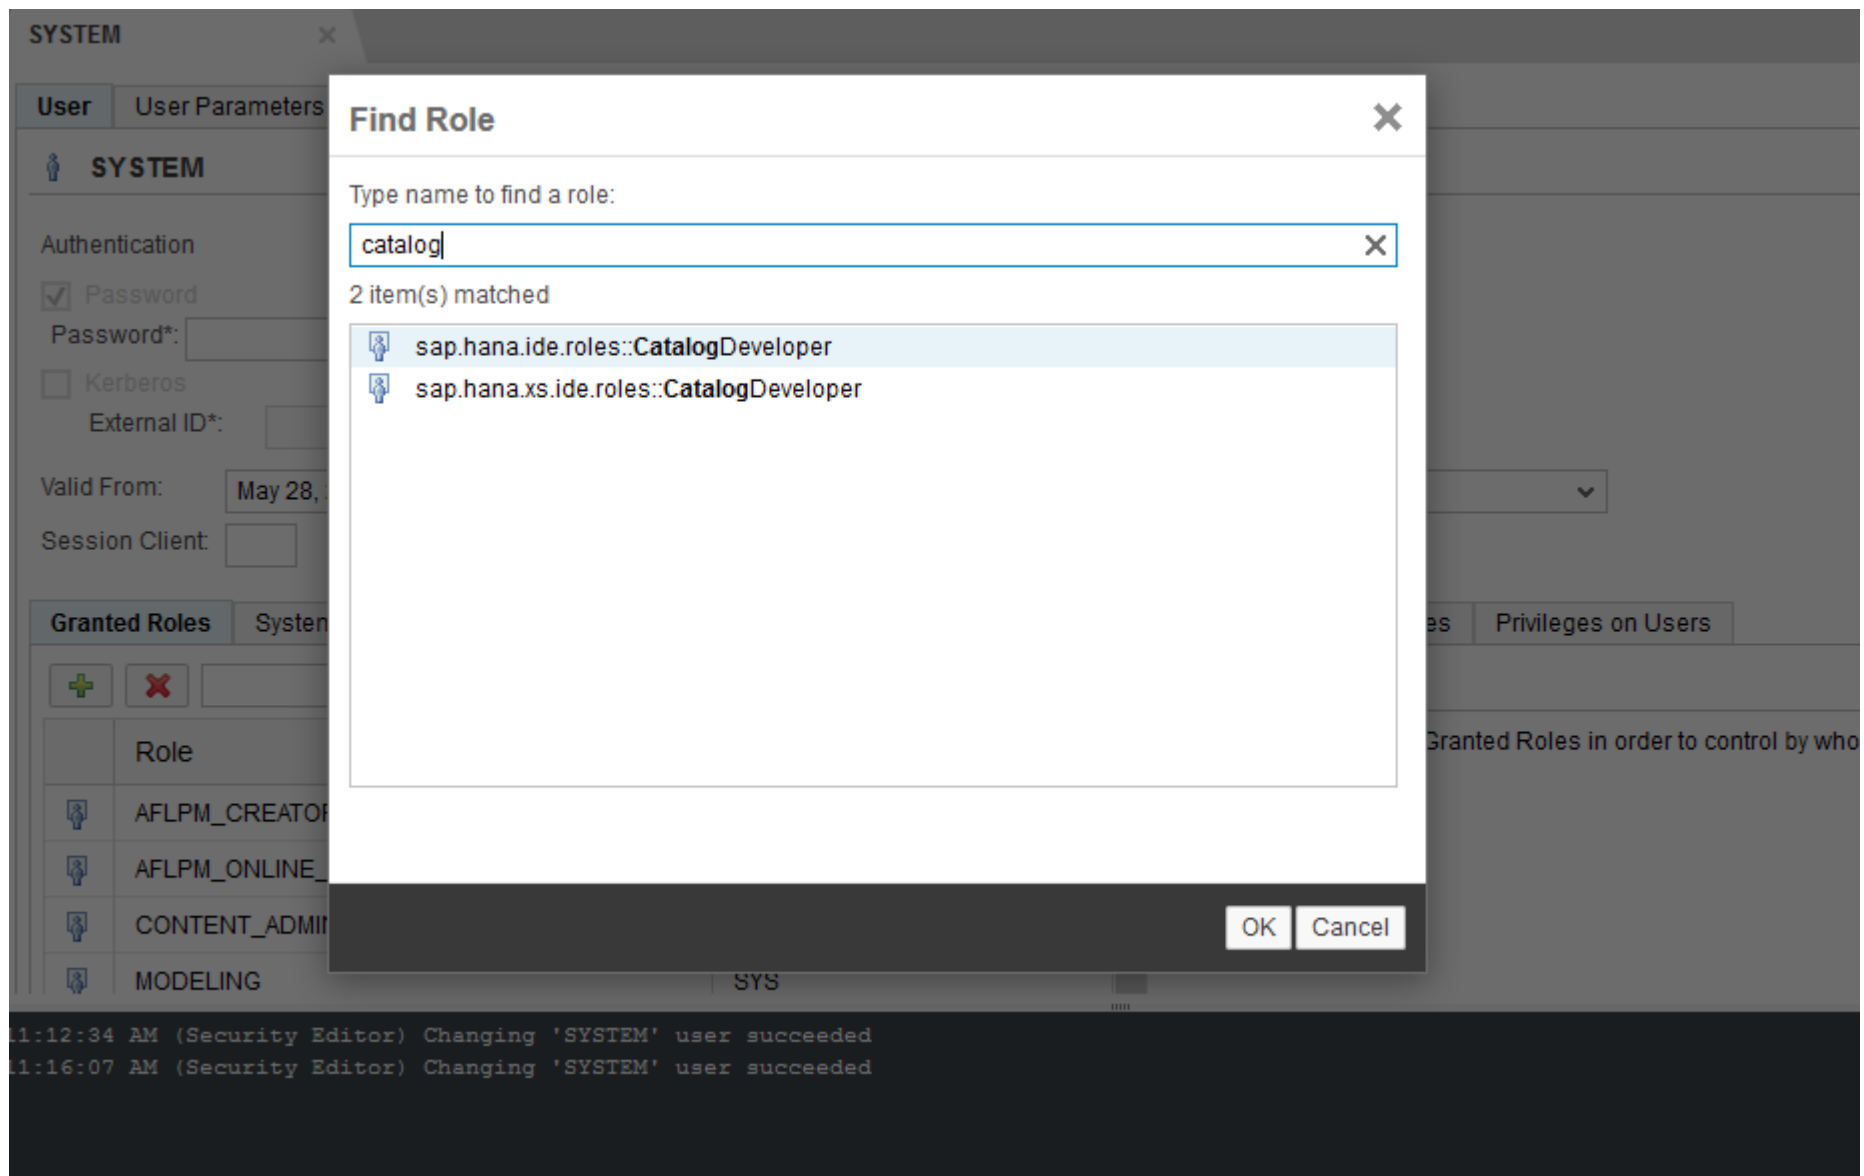 SYSTEM
User User Parameters
SYSTEM
Authentication
Password
Password*:
Kerberos
External ID*:
Valid From: May 28,
Session Client:
Granted Roles System
es Privileges on Users
Role
Granted Roles in order to control by who
AFLPM_CREATOR
AFLPM_ONLINE_
CONTENT_ADMIN
MODELING SYS
Find Role
Type name to find a role:
catalog
2 item(s) matched
sap.hana.ide.roles::CatalogDeveloper
sap.hana.xs.ide.roles::CatalogDeveloper
OK Cancel
11:12:34 AM (Security Editor) Changing 'SYSTEM' user succeeded
11:16:07 AM (Security Editor) Changing 'SYSTEM' user succeeded